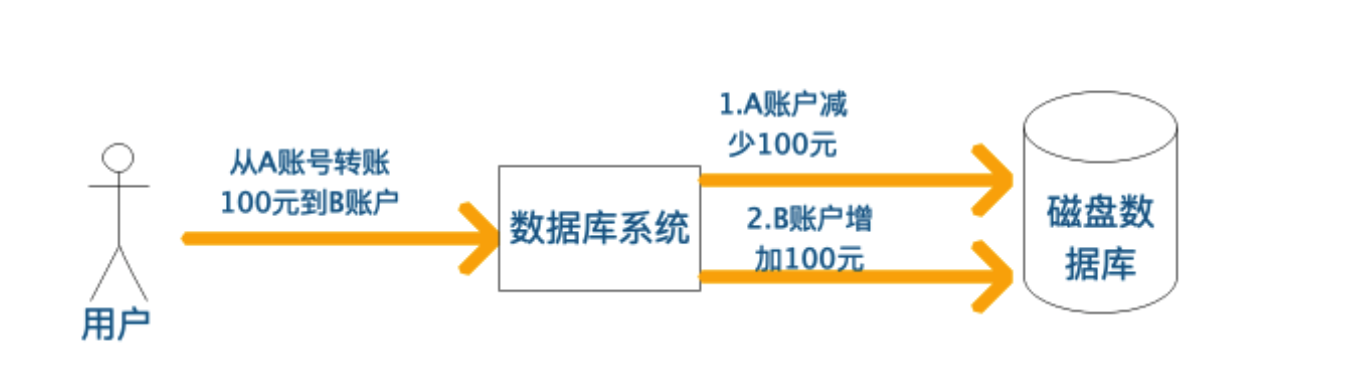 从A账号转账
100元到B账户
用户
数据库系统
1.A账户减
少100元
2.B账户增
加100元
磁盘数
据库